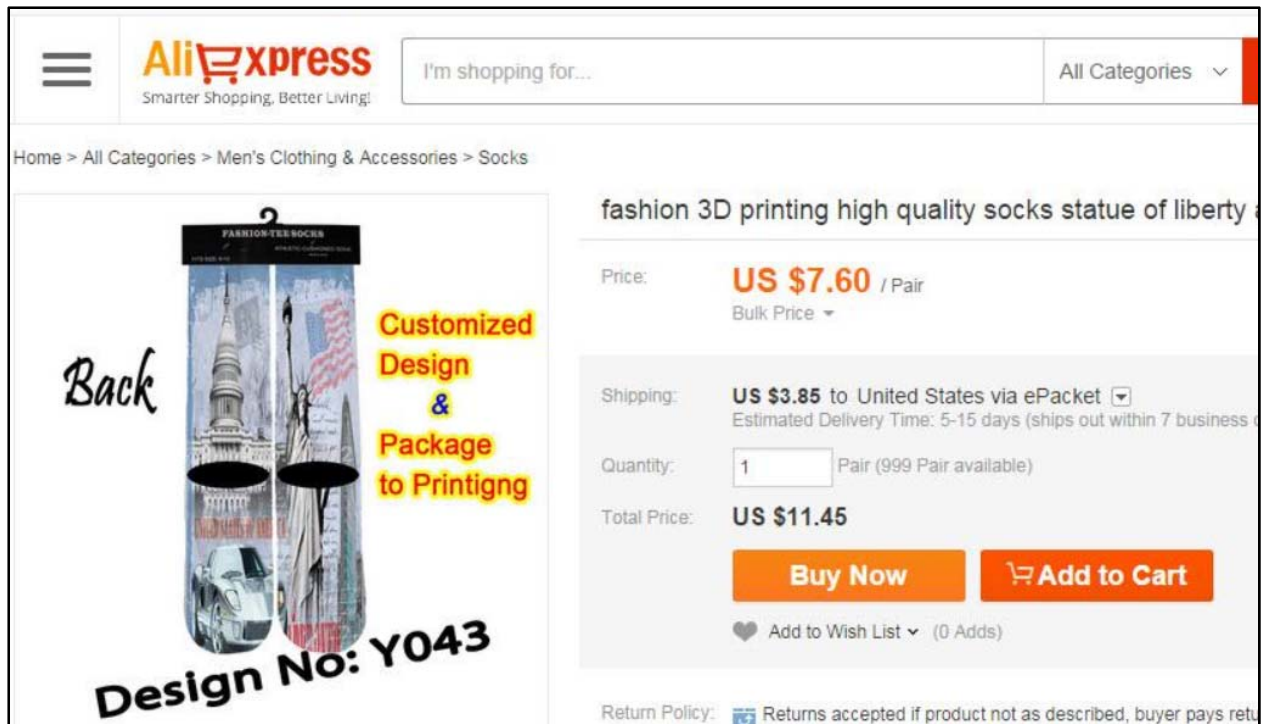 AliExpress
Smarter Shopping, Better Living!
I'm shopping for...
All Categories
Home > All Categories > Men's Clothing & Accessories > Socks
FASHION-TEE SOCKS
Back
Customized
Design
&
Package
to Printigng
UNITED STATES OF AMERICA
Design No: Y043
fashion 3D printing high quality socks statue of liberty
Price:
US $7.60 / Pair
Bulk Price
Shipping:
US $3.85 to United States via ePacket
Estimated Delivery Time: 5-15 days (ships out within 7 business
Quantity:
1
Pair (999 Pair available)
Total Price:
US $11.45
Buy Now
Add to Cart
Add to Wish List (0 Adds)
Return Policy:
Returns accepted if product not as described, buyer pays retu